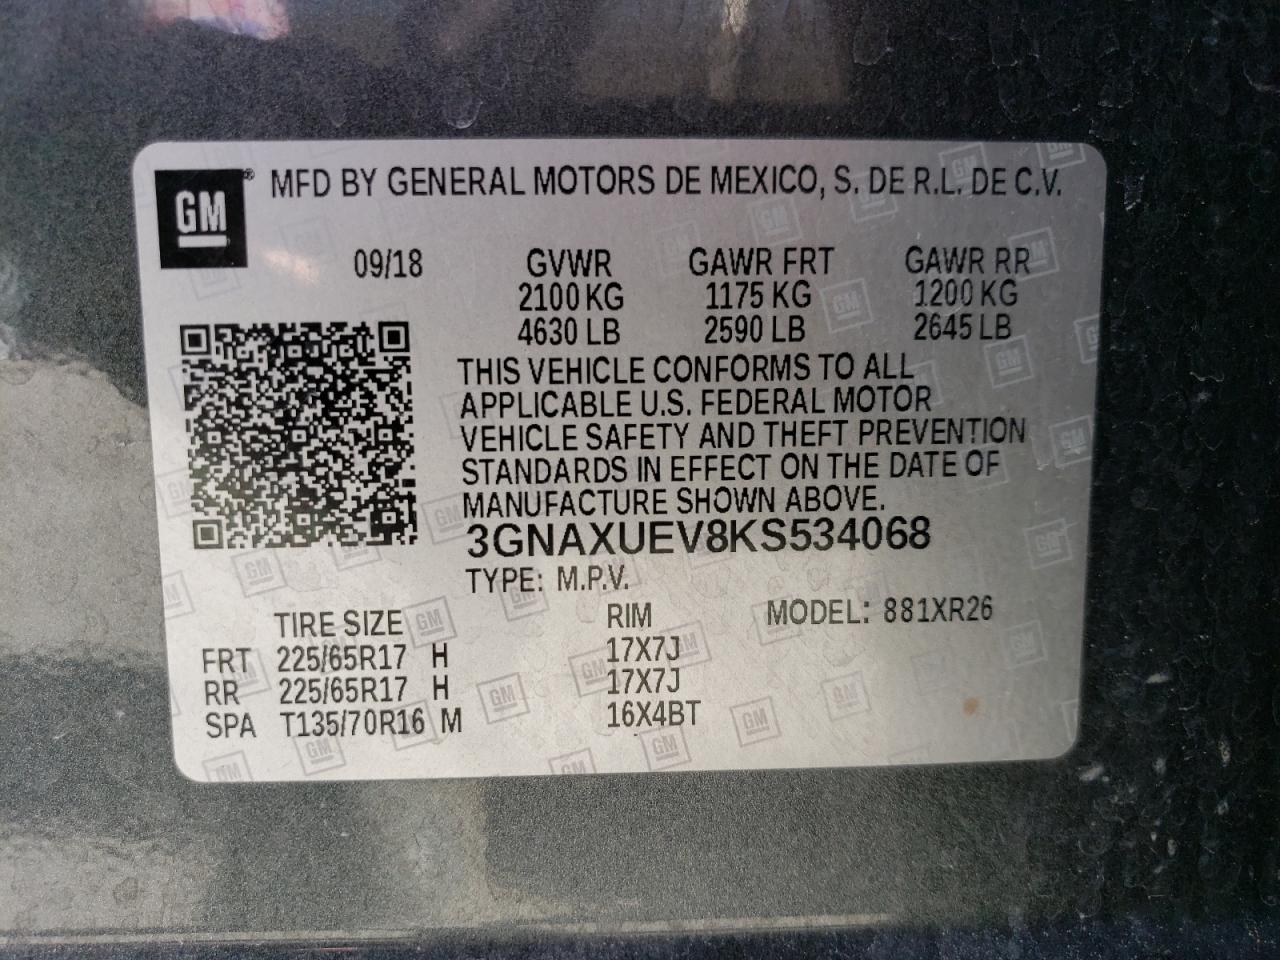 GM® MFD BY GENERAL MOTORS DE MEXICO, S. DE R.L. DE C.V.
09/18 GVWR GAWR FRT GAWR RR
2100 KG 1175 KG 1200 KG
4630 LB 2590 LB 2645 LB
THIS VEHICLE CONFORMS TO ALL
APPLICABLE U.S. FEDERAL MOTOR
VEHICLE SAFETY AND THEFT PREVENTION
STANDARDS IN EFFECT ON THE DATE OF
MANUFACTURE SHOWN ABOVE.
3GNAXUEV8KS534068
TYPE: M.P.V.
TIRE SIZE RIM MODEL: 881XR26
FRT 225/65R17 H 17X7J
RR 225/65R17 H 17X7J
SPA T135/70R16 M 16X4BT